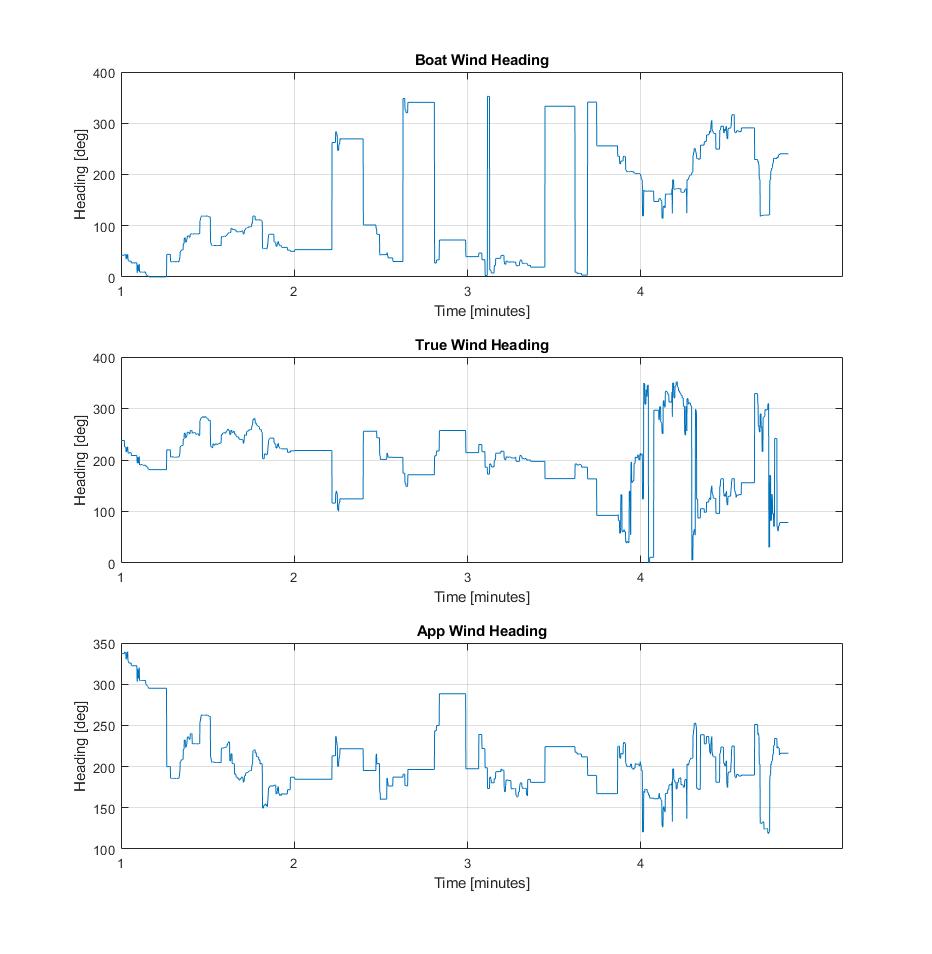 Boat Wind Heading
400
300
200
100
0
Heading [deg]
1 2 3 4
Time [minutes]
True Wind Heading
400
300
200
100
0
Heading [deg]
1 2 3 4
Time [minutes]
App Wind Heading
350
300
250
200
150
100
Heading [deg]
1 2 3 4
Time [minutes]